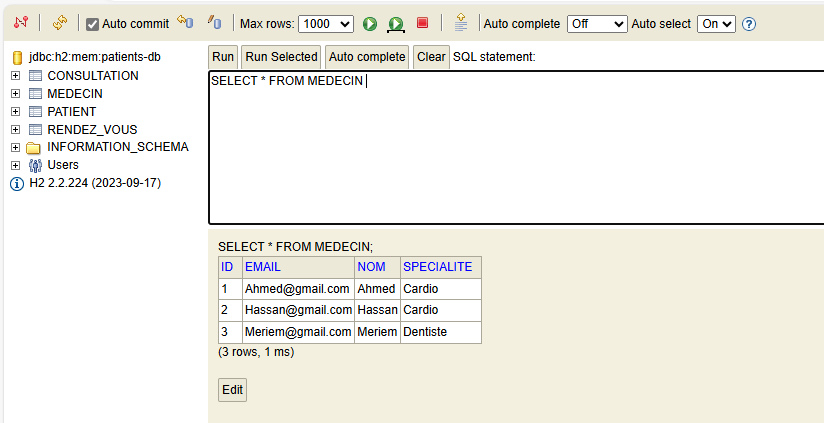 Auto commit Max rows: 1000 Auto complete Off Auto select On
jdbc:h2:mem:patients-db
CONSULTATION
MEDECIN
PATIENT
RENDEZ_VOUS
INFORMATION_SCHEMA
Users
H2 2.2.224 (2023-09-17)
Run Run Selected Auto complete Clear SQL statement:
SELECT * FROM MEDECIN
SELECT * FROM MEDECIN;
ID EMAIL NOM SPECIALITE
1 Ahmed@gmail.com Ahmed Cardio
2 Hassan@gmail.com Hassan Cardio
3 Meriem@gmail.com Meriem Dentiste
(3 rows, 1 ms)
Edit